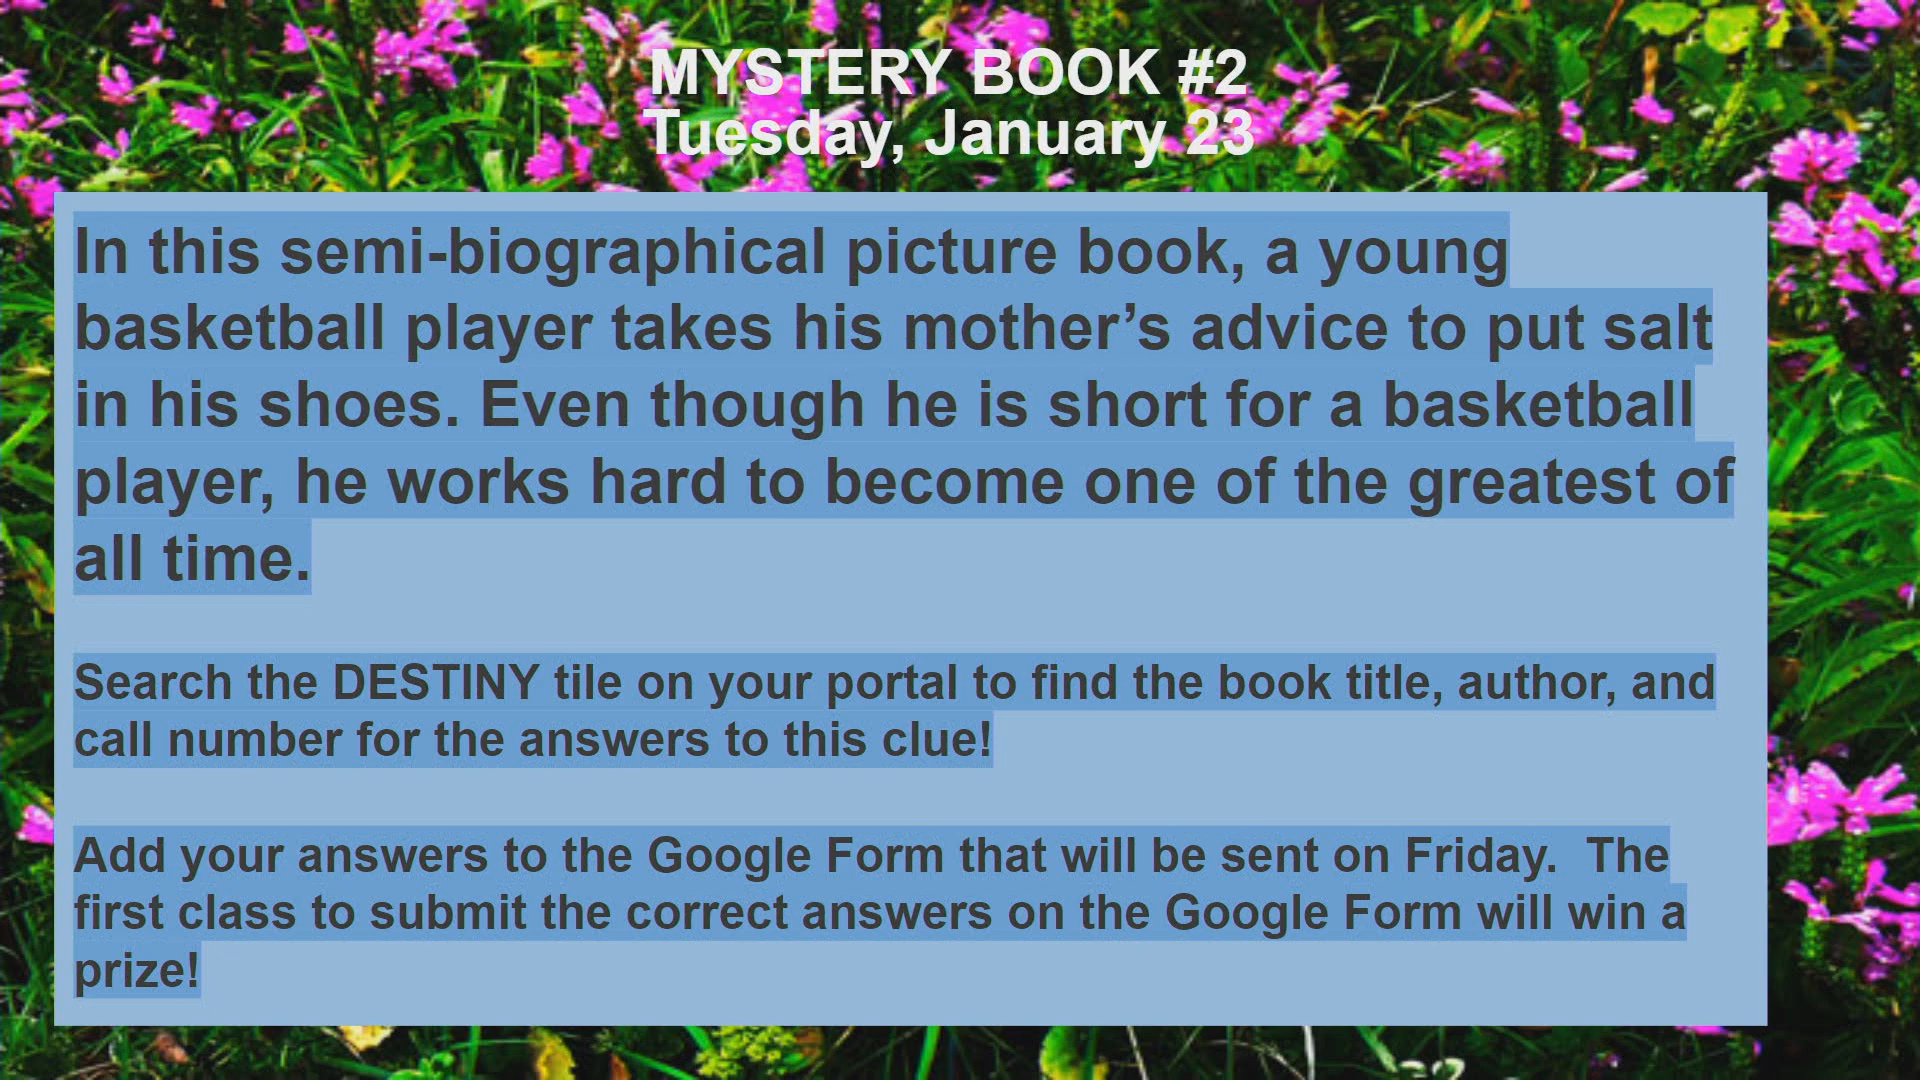 MYSTERY BOOK #2
Tuesday, January 23
In this semi-biographical picture book, a young
basketball player takes his mother’s advice to put salt
in his shoes. Even though he is short for a basketball
player, he works hard to become one of the greatest of
all time.
Search the DESTINY tile on your portal to find the book title, author, and
call number for the answers to this clue!
Add your answers to the Google Form that will be sent on Friday.  The
first class to submit the correct answers on the Google Form will win a
prize!